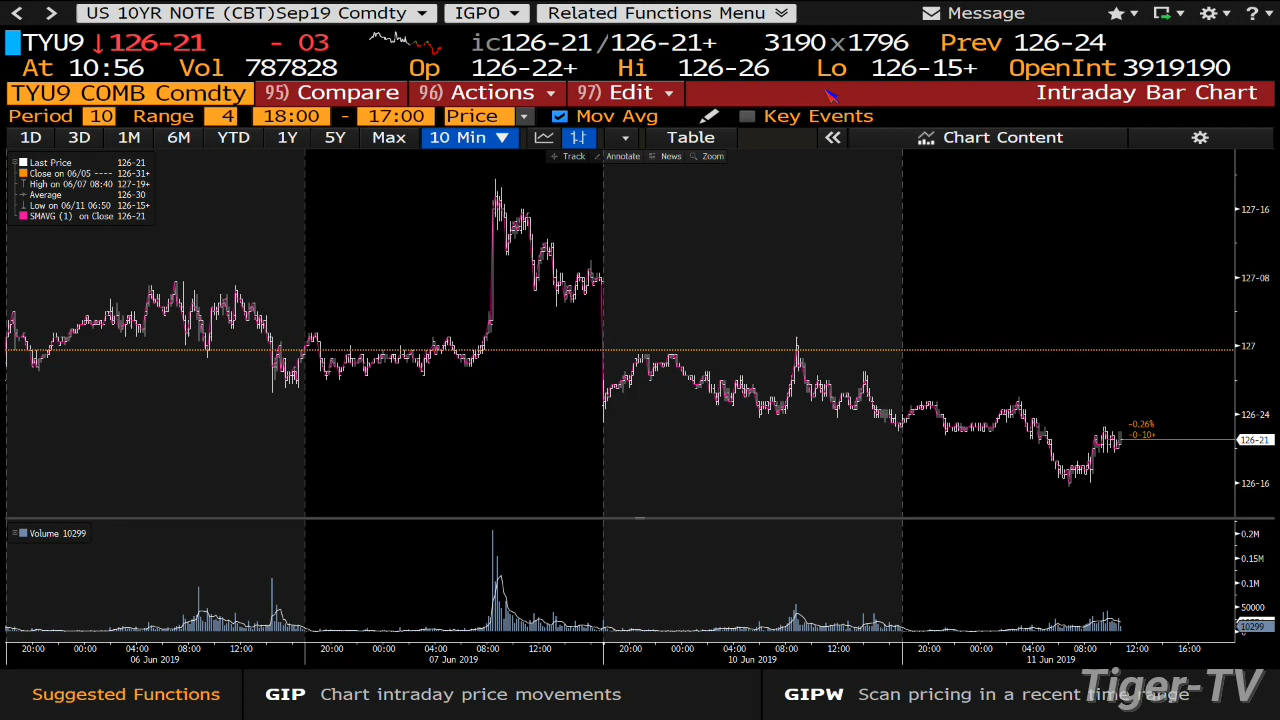 US 10YR NOTE (CBT)Sep19 Comdty IGPO Related Functions Menu Message ?
TYU9 ↓126-21 - 03 ic126-21/126-21+ 3190x1796 Prev 126-24
At 10:56 Vol 787828 Op 126-22+ Hi 126-26 Lo 126-15+ OpenInt 3919190
TYU9 COMB Comdty 95) Compare 96) Actions 97) Edit Intraday Bar Chart
Period 10 Range 4 18:00 - 17:00 Price Mov Avg Key Events
1D 3D 1M 6M YTD 1Y 5Y Max 10 Min ▼ Table « Chart Content
Track Annotate News Zoom
Last Price 126-21
Close on 06/05 ---- 126-31+
High on 06/07 08:40 127-19+
Average 126-30
Low on 06/11 06:50 126-15+
SMAVG (1) on Close 126-21
127-16
127-08
127
126-24
-0.26%
-0-10+
126-21
126-16
Volume 10299
0.2M
0.15M
0.1M
50000
10299
0
20:00 00:00 04:00 08:00 12:00 20:00 00:00 04:00 08:00 12:00 20:00 00:00 04:00 08:00 12:00 20:00 00:00 04:00 08:00 12:00 16:00
06 Jun 2019 07 Jun 2019 10 Jun 2019 11 Jun 2019
Suggested Functions GIP Chart intraday price movements GIPW Scan pricing in a recent time range
Tiger-TV